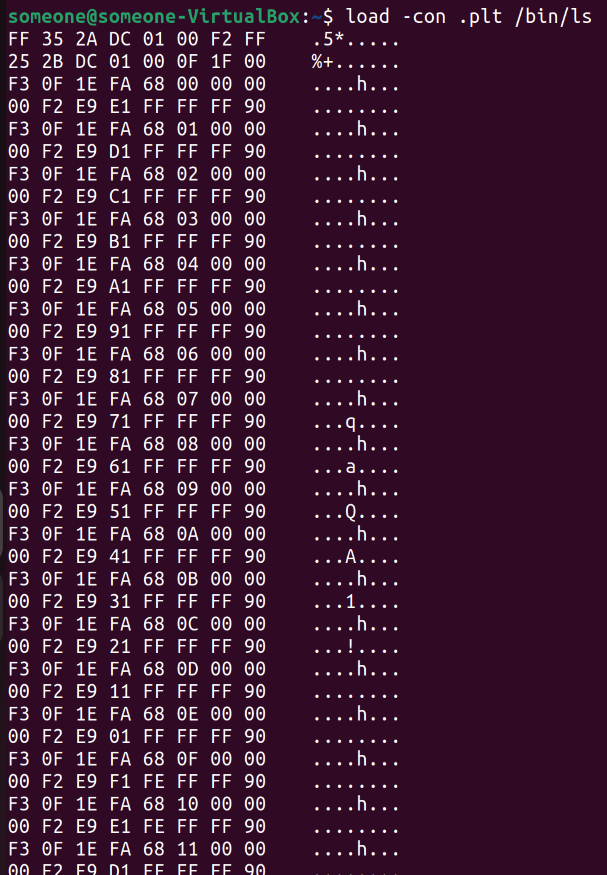 someone@someone-VirtualBox:~$ load -con .plt /bin/ls
FF 35 2A DC 01 00 F2 FF    .5*.....
25 2B DC 01 00 0F 1F 00    %+......
F3 0F 1E FA 68 00 00 00    ....h...
00 F2 E9 E1 FF FF FF 90    ........
F3 0F 1E FA 68 01 00 00    ....h...
00 F2 E9 D1 FF FF FF 90    ........
F3 0F 1E FA 68 02 00 00    ....h...
00 F2 E9 C1 FF FF FF 90    ........
F3 0F 1E FA 68 03 00 00    ....h...
00 F2 E9 B1 FF FF FF 90    ........
F3 0F 1E FA 68 04 00 00    ....h...
00 F2 E9 A1 FF FF FF 90    ........
F3 0F 1E FA 68 05 00 00    ....h...
00 F2 E9 91 FF FF FF 90    ........
F3 0F 1E FA 68 06 00 00    ....h...
00 F2 E9 81 FF FF FF 90    ........
F3 0F 1E FA 68 07 00 00    ....h...
00 F2 E9 71 FF FF FF 90    ...q....
F3 0F 1E FA 68 08 00 00    ....h...
00 F2 E9 61 FF FF FF 90    ...a....
F3 0F 1E FA 68 09 00 00    ....h...
00 F2 E9 51 FF FF FF 90    ...Q....
F3 0F 1E FA 68 0A 00 00    ....h...
00 F2 E9 41 FF FF FF 90    ...A....
F3 0F 1E FA 68 0B 00 00    ....h...
00 F2 E9 31 FF FF FF 90    ...1....
F3 0F 1E FA 68 0C 00 00    ....h...
00 F2 E9 21 FF FF FF 90    ...!....
F3 0F 1E FA 68 0D 00 00    ....h...
00 F2 E9 11 FF FF FF 90    ........
F3 0F 1E FA 68 0E 00 00    ....h...
00 F2 E9 01 FF FF FF 90    ........
F3 0F 1E FA 68 0F 00 00    ....h...
00 F2 E9 F1 FE FF FF 90    ........
F3 0F 1E FA 68 10 00 00    ....h...
00 F2 E9 E1 FE FF FF 90    ........
F3 0F 1E FA 68 11 00 00    ....h...
00 F2 E9 D1 FE FF FF 90    ........